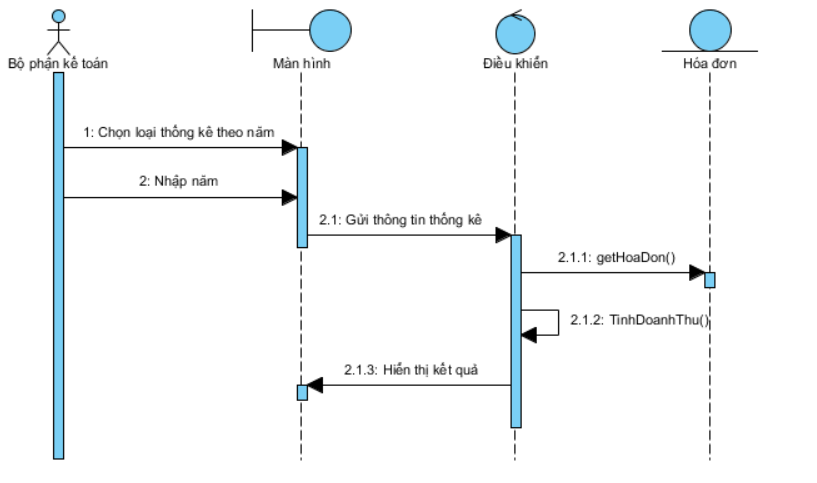 Bộ phận kế toán
Màn hình
Điều khiển
Hóa đơn
1: Chọn loại thống kê theo năm
2: Nhập năm
2.1: Gửi thông tin thống kê
2.1.1: getHoaDon()
2.1.2: TinhDoanhThu()
2.1.3: Hiển thị kết quả